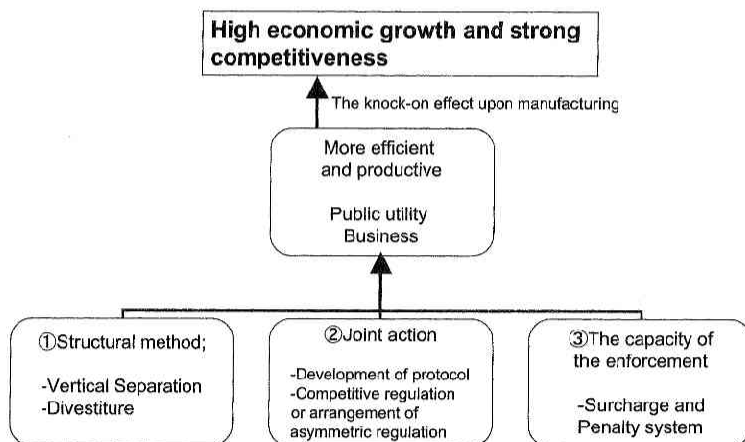 High economic growth and strong
competitiveness
The knock-on effect upon manufacturing
More efficient
and productive
Public utility
Business
①Structural method;
-Vertical Separation
-Divestiture
②Joint action
-Development of protocol
-Competitive regulation
or arrangement of
asymmetric regulation
③The capacity of
the enforcement
-Surcharge and
Penalty system